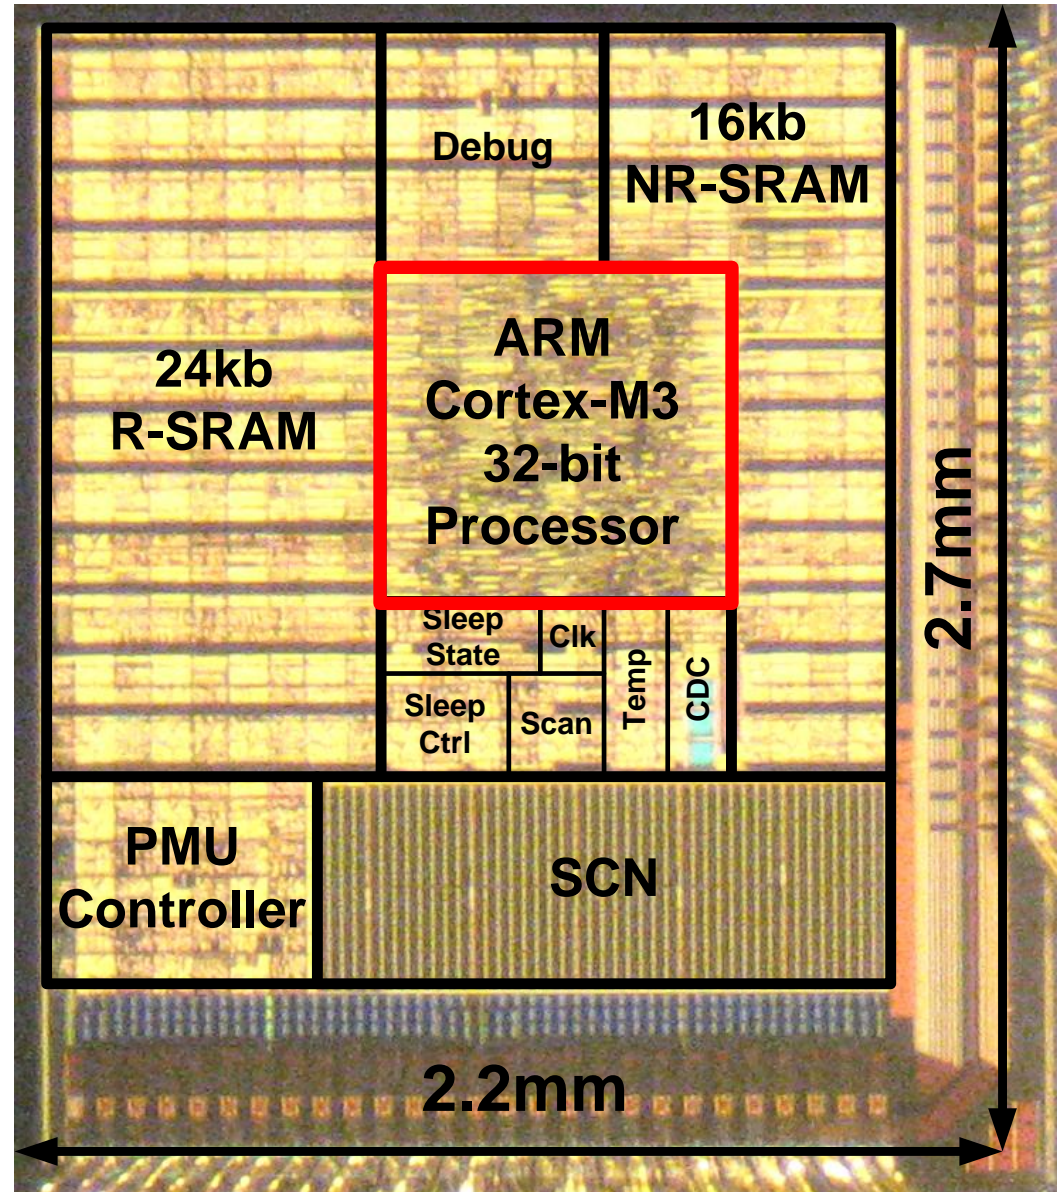 Debug
16kb
NR-SRAM
24kb
R-SRAM
ARM
Cortex-M3
32-bit
Processor
Sleep
State
Clk
Temp
CDC
Sleep
Ctrl
Scan
PMU
Controller
SCN
2.7mm
2.2mm